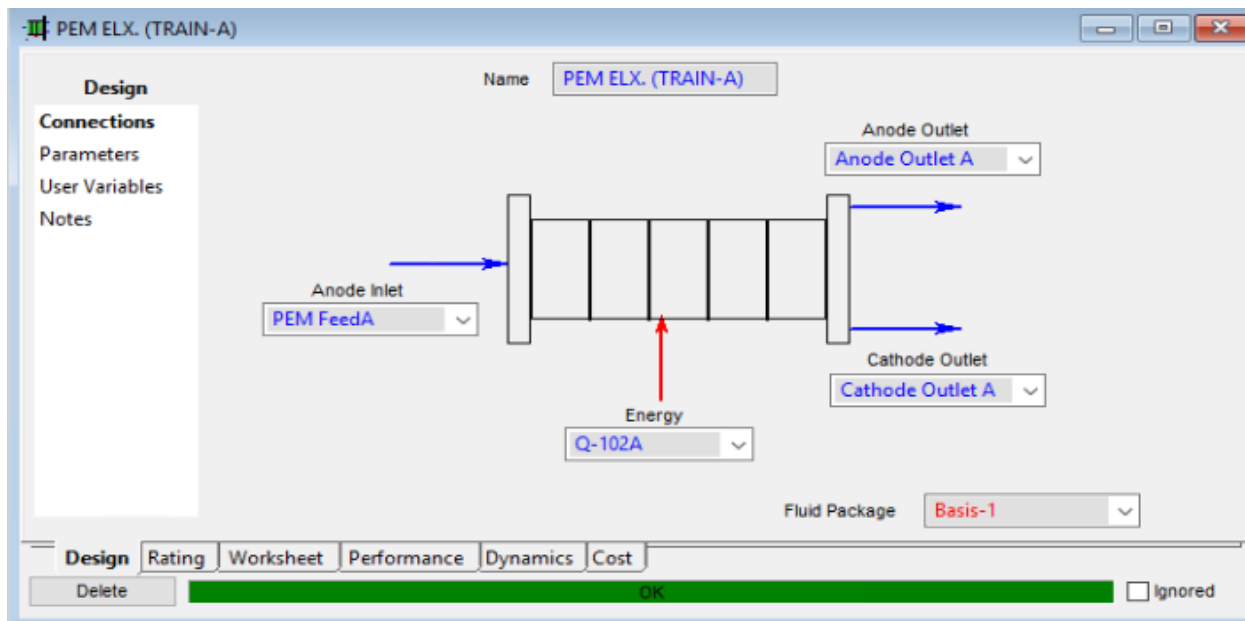 PEM ELX. (TRAIN-A)
Design
Connections
Parameters
User Variables
Notes
Name PEM ELX. (TRAIN-A)
Anode Outlet
Anode Outlet A
Anode Inlet
PEM FeedA
Cathode Outlet
Cathode Outlet A
Energy
Q-102A
Fluid Package Basis-1
Design Rating Worksheet Performance Dynamics Cost
Delete OK Ignored